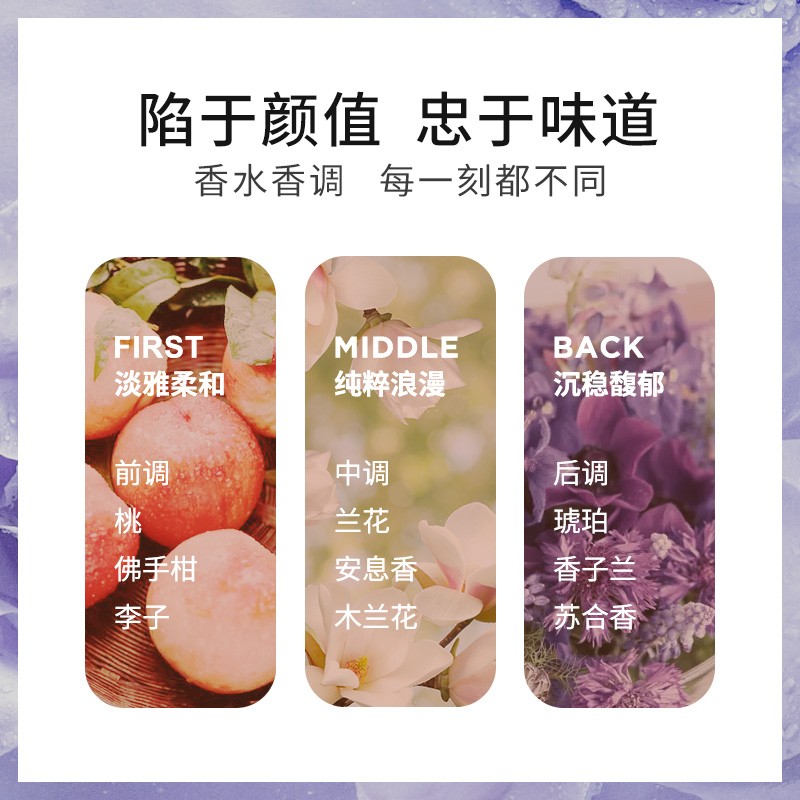 陷于颜值 忠于味道
香水香调 每一刻都不同
FIRST
淡雅柔和
前调
桃
佛手柑
李子
MIDDLE
纯粹浪漫
中调
兰花
安息香
木兰花
BACK
沉稳馥郁
后调
琥珀
香子兰
苏合香